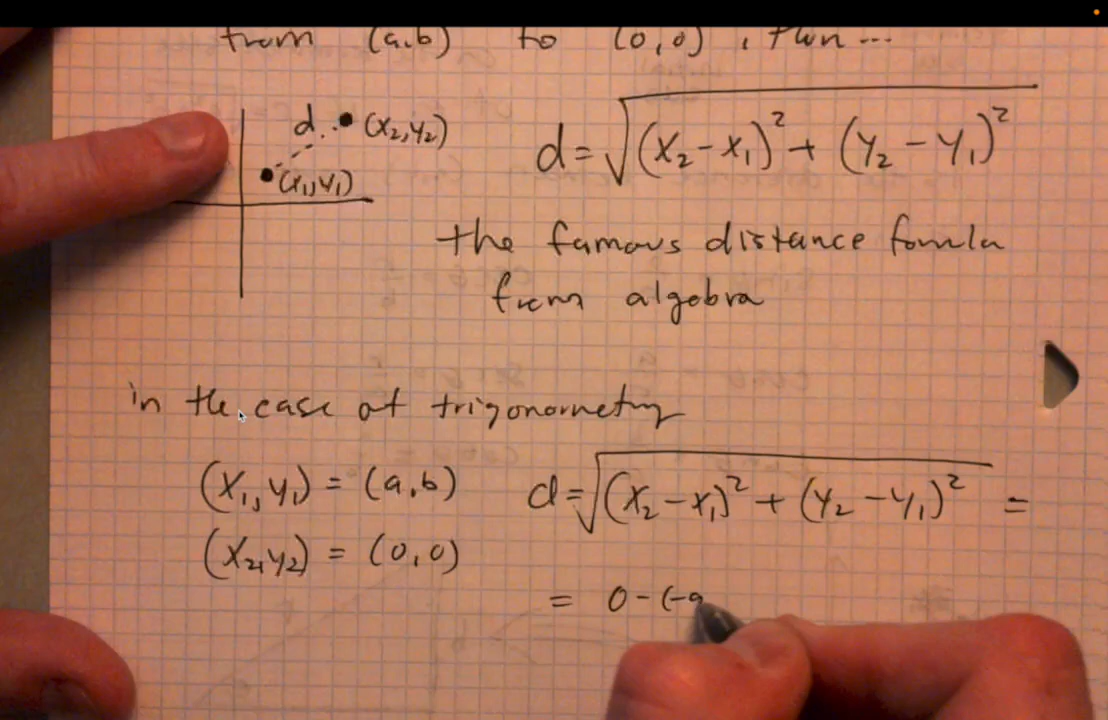 from (a,b) to (0,0), then...
d (x₂,y₂)
(x₁,y₁)
d=√(x₂-x₁)²+(y₂-y₁)²
the famous distance fomula
from algebra
in the case of trigonometry
(x₁,y₁) = (a,b)
(x₂,y₂) = (0,0)
d=√(x₂-x₁)²+(y₂-y₁)² =
= 0-(-a